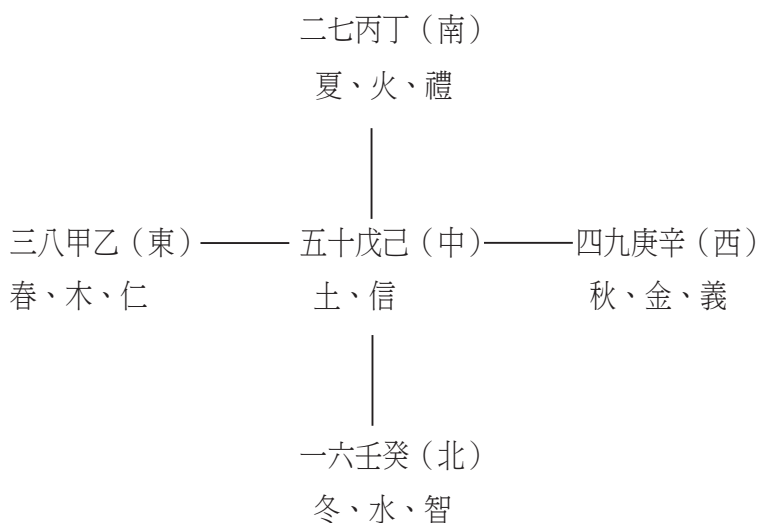 二七丙丁（南）
夏、火、禮
三八甲乙（東） 五十戊己（中） 四九庚辛（西）
春、木、仁 土、信 秋、金、義
一六壬癸（北）
冬、水、智